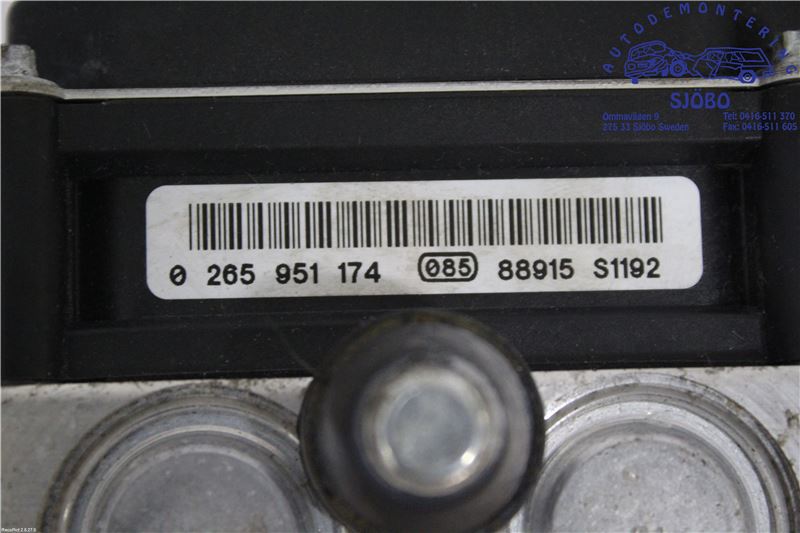 AUTODEMONTERING
SJÖBO
Ommavägen 9
275 33 Sjöbo Sweden
Tel: 0416-511 370
Fax: 0416-511 605
0 265 951 174 085 88915 S1192